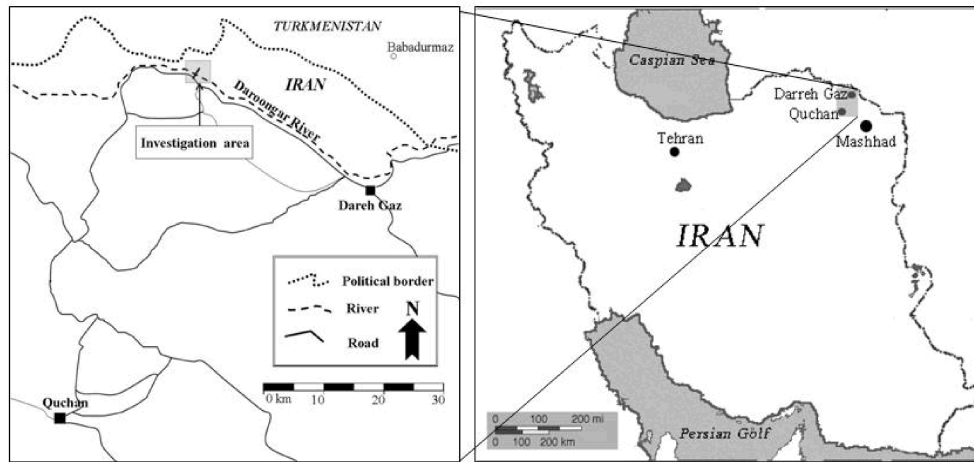 TURKMENISTAN
Babadurmaz
IRAN
Daroongar River
Investigation area
Dareh Gaz
Political border
River
N
Road
0 km
10
20
30
Quchan
Caspian Sea
Darreh Gaz
Quchan
Mashhad
Tehran
IRAN
0 100 200 mi
0 100 200 km
Persian Golf